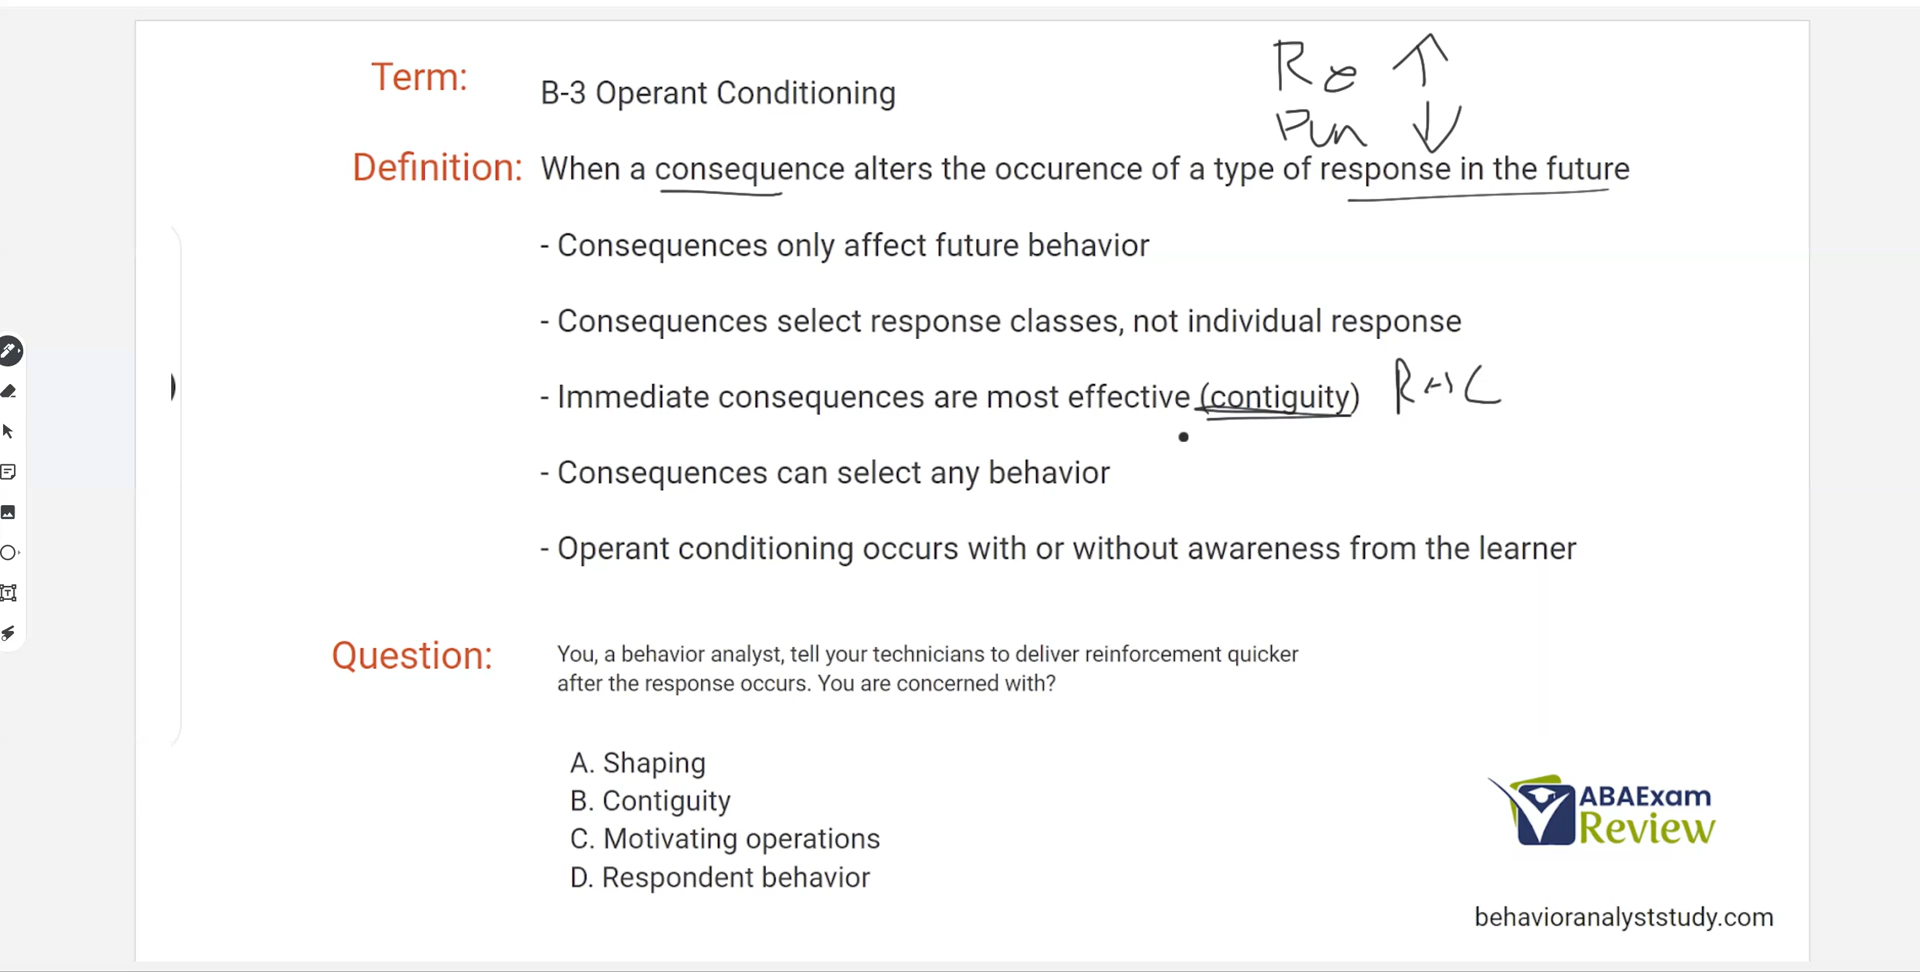 Term:
B-3 Operant Conditioning
Re ↑
Pun ↓
Definition:
When a consequence alters the occurence of a type of response in the future
- Consequences only affect future behavior
- Consequences select response classes, not individual response
- Immediate consequences are most effective (contiguity)
R↔C
- Consequences can select any behavior
- Operant conditioning occurs with or without awareness from the learner
Question:
You, a behavior analyst, tell your technicians to deliver reinforcement quicker
after the response occurs. You are concerned with?
A. Shaping
B. Contiguity
C. Motivating operations
D. Respondent behavior
ABAExam
Review
behavioranalyststudy.com